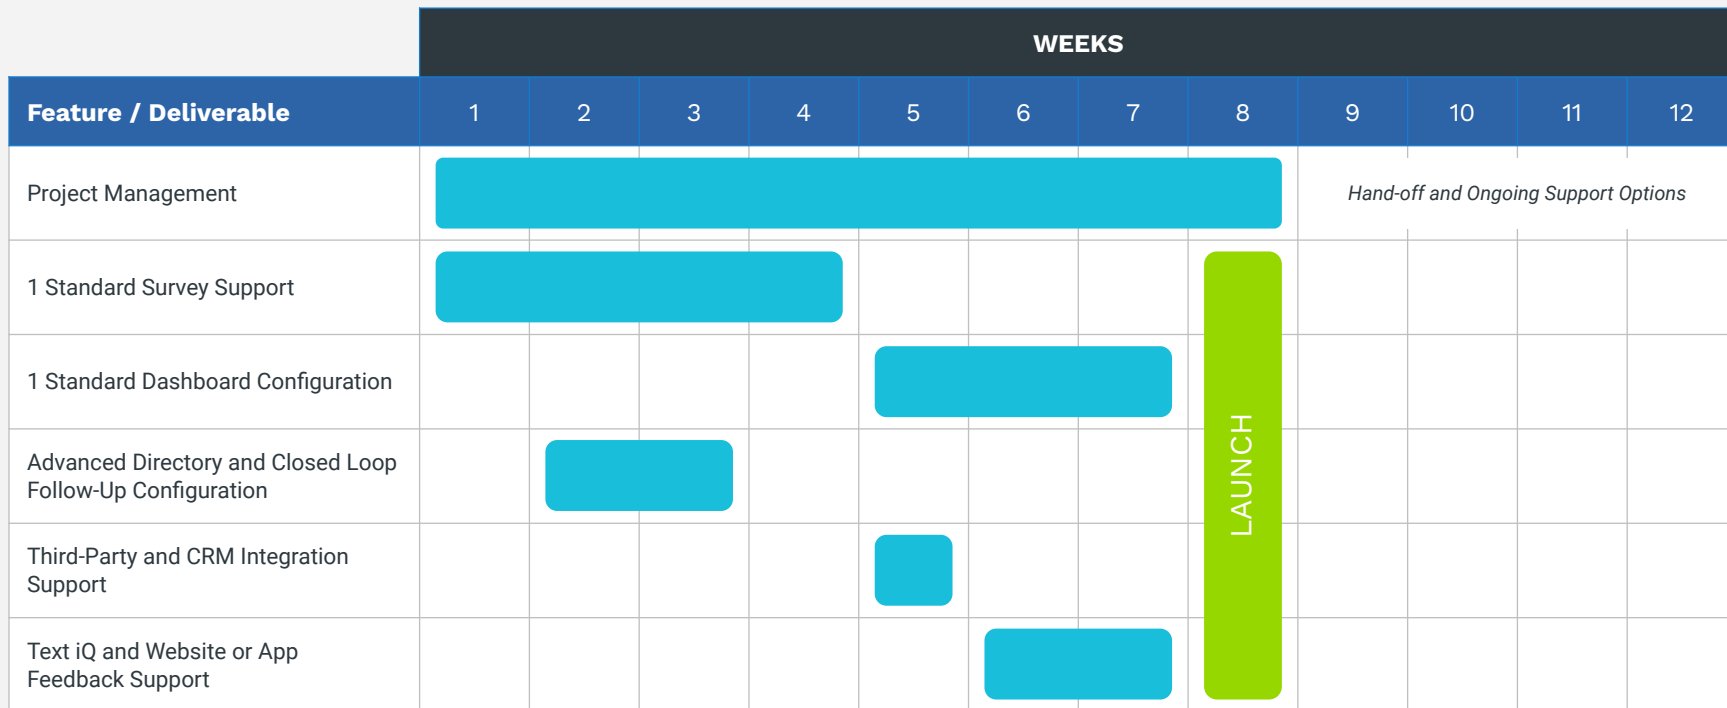 WEEKS
Feature / Deliverable 1 2 3 4 5 6 7 8 9 10 11 12
Project Management
Hand-off and Ongoing Support Options
1 Standard Survey Support
1 Standard Dashboard Configuration
Advanced Directory and Closed Loop
Follow-Up Configuration
LAUNCH
Third-Party and CRM Integration
Support
Text iQ and Website or App
Feedback Support